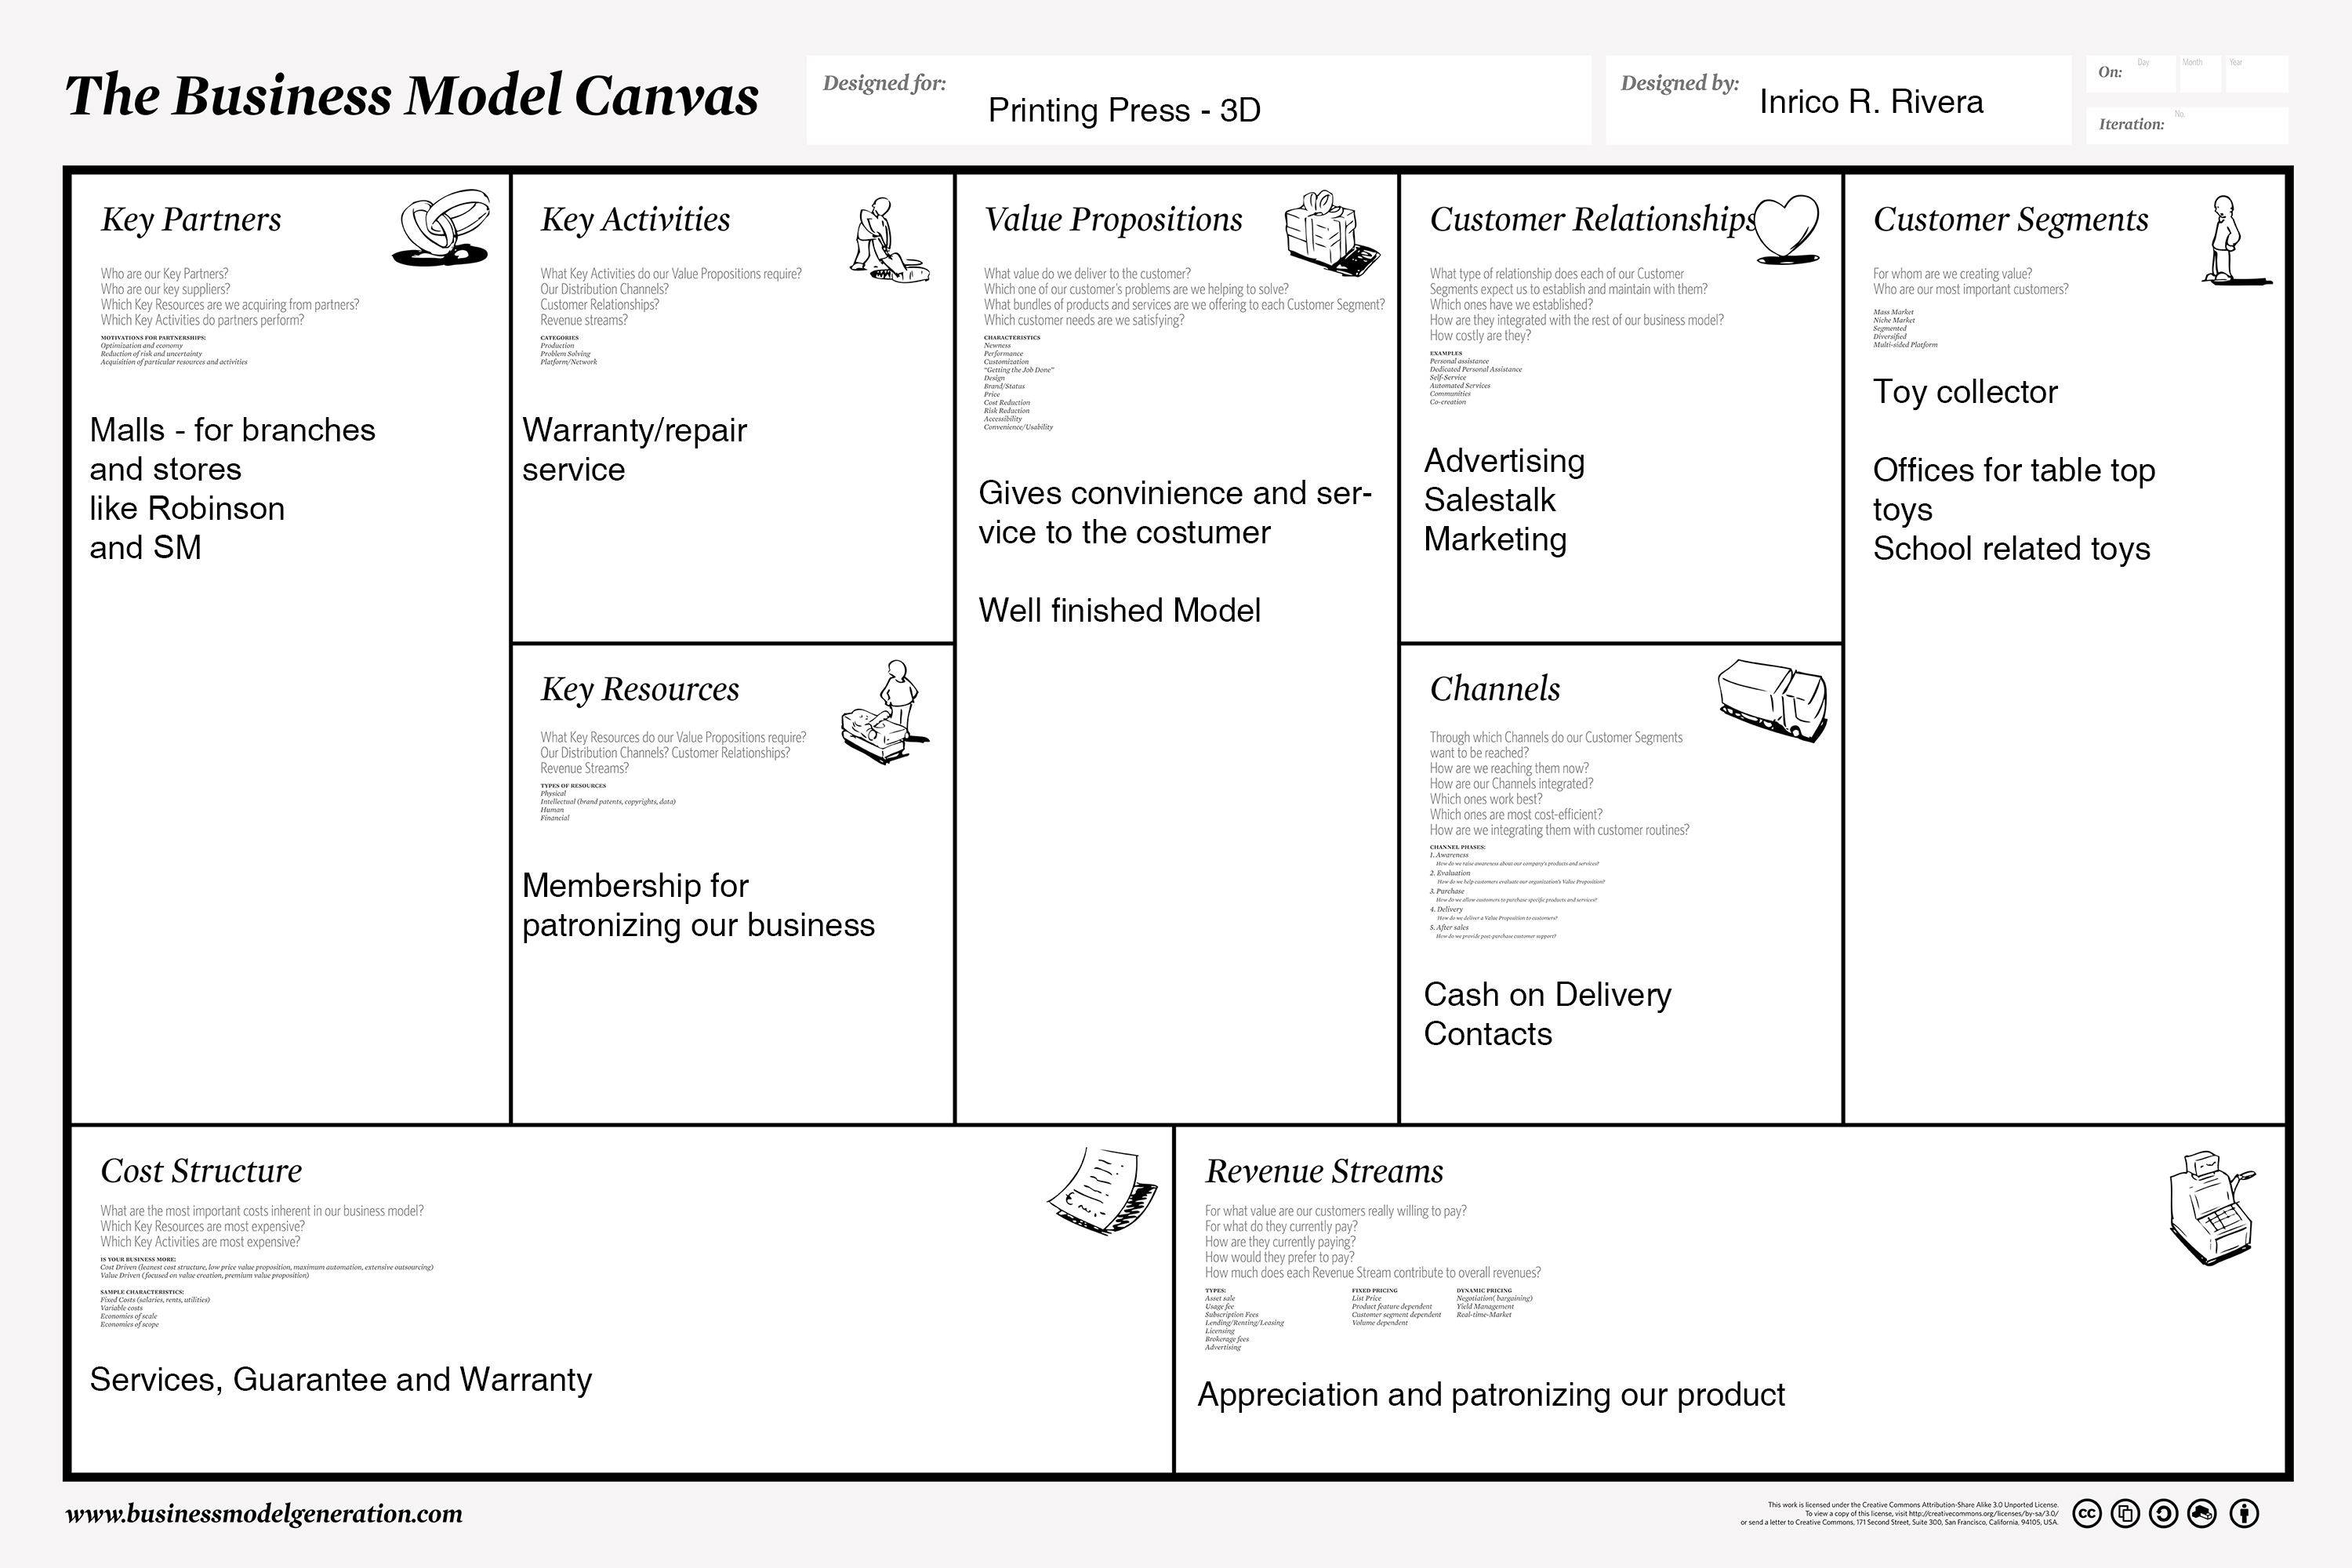 The Business Model Canvas
Designed for:
Printing Press - 3D
Designed by:
Inrico R. Rivera
On:
Day
Month
Year
Iteration:
No.
Key Partners
Who are our Key Partners?
Who are our key suppliers?
Which Key Resources are we acquiring from partners?
Which Key Activities do partners perform?
MOTIVATIONS FOR PARTNERSHIPS:
Optimization and economy
Reduction of risk and uncertainty
Acquisition of particular resources and activities
Malls - for branches
and stores
like Robinson
and SM
Key Activities
What Key Activities do our Value Propositions require?
Our Distribution Channels?
Customer Relationships?
Revenue streams?
CATEGORIES
Production
Problem Solving
Platform/Network
Warranty/repair
service
Key Resources
What Key Resources do our Value Propositions require?
Our Distribution Channels? Customer Relationships?
Revenue Streams?
TYPES OF RESOURCES
Physical
Intellectual (brand patents, copyrights, data)
Human
Financial
Membership for
patronizing our business
Value Propositions
What value do we deliver to the customer?
Which one of our customer's problems are we helping to solve?
What bundles of products and services are we offering to each Customer Segment?
Which customer needs are we satisfying?
CHARACTERISTICS
Newness
Performance
Customization
“Getting the Job Done”
Design
Brand/Status
Price
Cost Reduction
Risk Reduction
Accessibility
Convenience/Usability
Gives convinience and ser-
vice to the costumer
Well finished Model
Customer Relationships
What type of relationship does each of our Customer
Segments expect us to establish and maintain with them?
Which ones have we established?
How are they integrated with the rest of our business model?
How costly are they?
EXAMPLES
Personal assistance
Dedicated Personal Assistance
Self-Service
Automated Services
Communities
Co-creation
Advertising
Salestalk
Marketing
Channels
Through which Channels do our Customer Segments
want to be reached?
How are we reaching them now?
How are our Channels integrated?
Which ones work best?
Which ones are most cost-efficient?
How are we integrating them with customer routines?
CHANNEL PHASES:
1. Awareness
How do we raise awareness about our company's products and services?
2. Evaluation
How do we help customers evaluate our organization's Value Proposition?
3. Purchase
How do we allow customers to purchase specific products and services?
4. Delivery
How do we deliver a Value Proposition to customers?
5. After sales
How do we provide post-purchase customer support?
Cash on Delivery
Contacts
Customer Segments
For whom are we creating value?
Who are our most important customers?
Mass Market
Niche Market
Segmented
Diversified
Multi-sided Platform
Toy collector
Offices for table top
toys
School related toys
Cost Structure
What are the most important costs inherent in our business model?
Which Key Resources are most expensive?
Which Key Activities are most expensive?
IS YOUR BUSINESS MORE:
Cost Driven (leanest cost structure, low price value proposition, maximum automation, extensive outsourcing)
Value Driven (focused on value creation, premium value proposition)
SAMPLE CHARACTERISTICS:
Fixed Costs (salaries, rents, utilities)
Variable costs
Economies of scale
Economies of scope
Services, Guarantee and Warranty
Revenue Streams
For what value are our customers really willing to pay?
For what do they currently pay?
How are they currently paying?
How would they prefer to pay?
How much does each Revenue Stream contribute to overall revenues?
TYPES:
Asset sale
Usage fee
Subscription Fees
Lending/Renting/Leasing
Licensing
Brokerage fees
Advertising
FIXED PRICING
List Price
Product feature dependent
Customer segment dependent
Volume dependent
DYNAMIC PRICING
Negotiation( bargaining)
Yield Management
Real-time-Market
Appreciation and patronizing our product
www.businessmodelgeneration.com
This work is licensed under the Creative Commons Attribution-Share Alike 3.0 Unported License.
To view a copy of this license, visit http://creativecommons.org/licenses/by-sa/3.0/
or send a letter to Creative Commons, 171 Second Street, Suite 300, San Francisco, California, 94105, USA.
cc